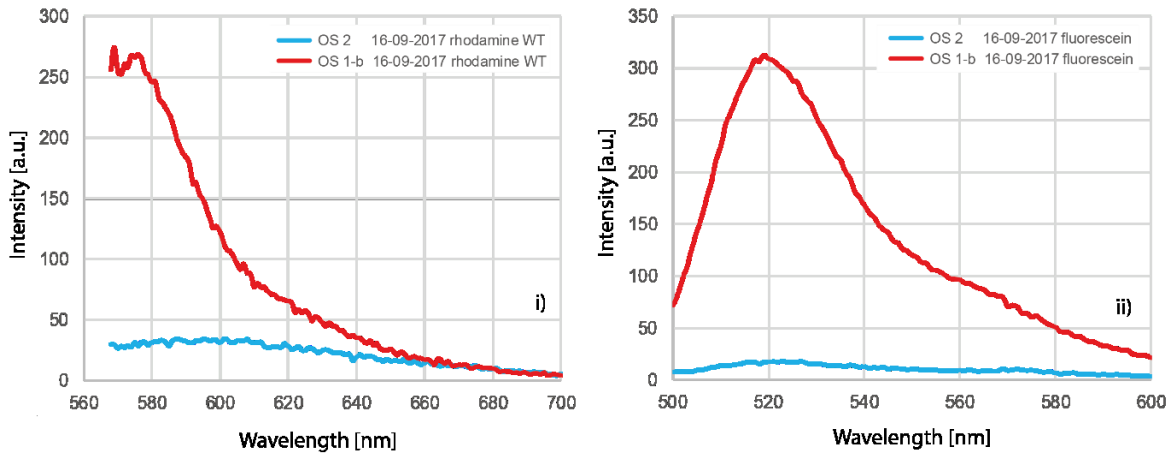 300
250
200
150
100
50
0
Intensity [a.u.]
OS 2 16-09-2017 rhodamine WT
OS 1-b 16-09-2017 rhodamine WT
i)
560 580 600 620 640 660 680 700
Wavelength [nm]
350
300
250
200
150
100
50
0
Intensity [a.u.]
OS 2 16-09-2017 fluorescein
OS 1-b 16-09-2017 fluorescein
ii)
500 520 540 560 580 600
Wavelength [nm]